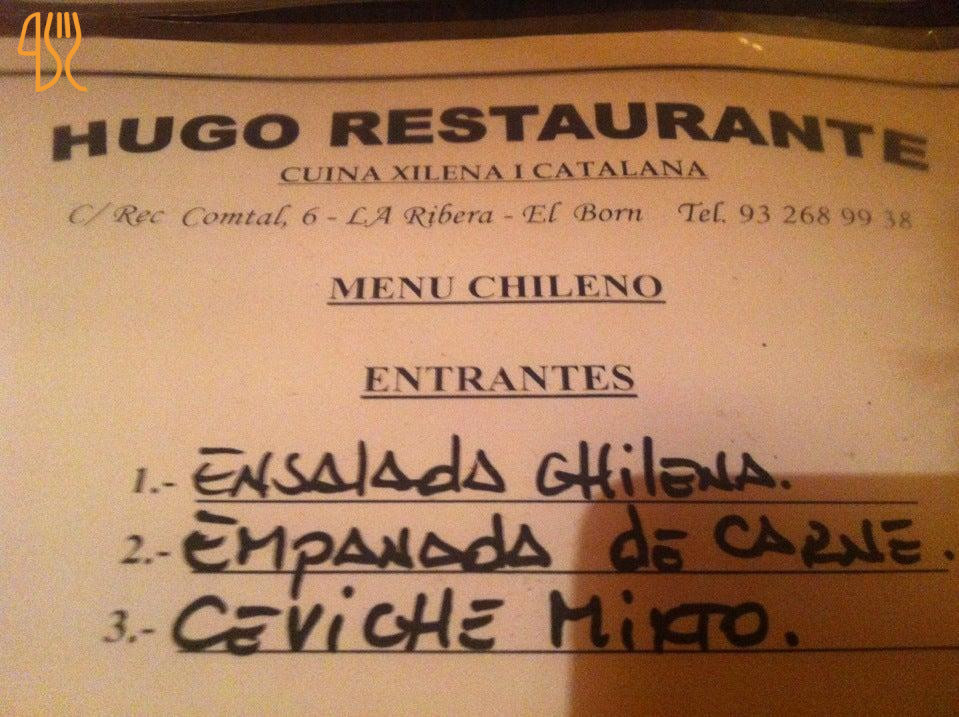 HUGO RESTAURANTE
CUINA XILENA I CATALANA
C/ Rec Comtal, 6 - LA Ribera - El Born Tel. 93 268 99 38
MENU CHILENO
ENTRANTES
1.- ENSALADA CHILENA.
2.- EMPANADA DE CARNE.
3.- CEVICHE MIXTO.